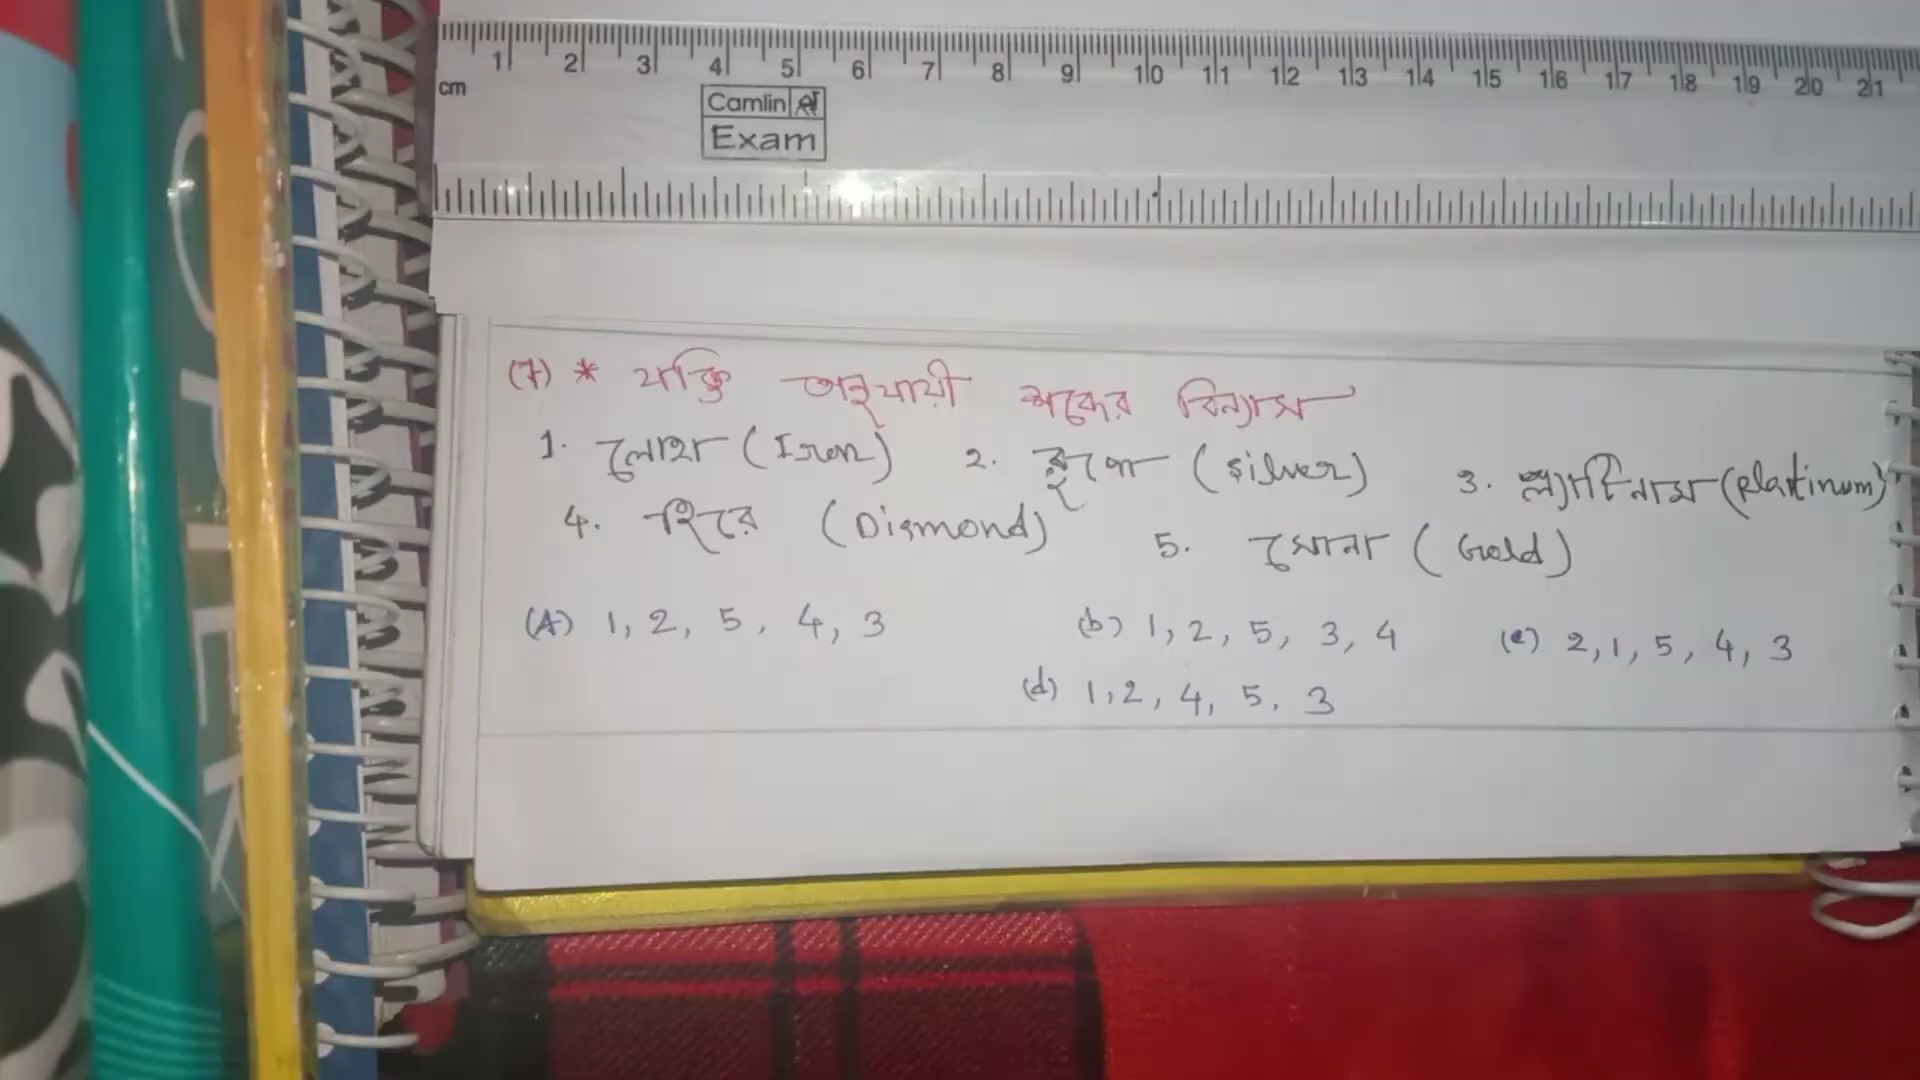 1 2 3 4 5 6 7 8 9 10 11 12 13 14 15 16 17 18 19 20 21
cm
Camlin
Exam
(7) * যুক্তি অনুযায়ী শব্দের বিন্যাস
1. লোহা (Iron) 2. রূপো (silver) 3. প্ল্যাটিনাম (platinum)
4. হিরে (Diamond) 5. সোনা (Gold)
(A) 1, 2, 5, 4, 3 (b) 1, 2, 5, 3, 4 (c) 2, 1, 5, 4, 3
(d) 1, 2, 4, 5, 3